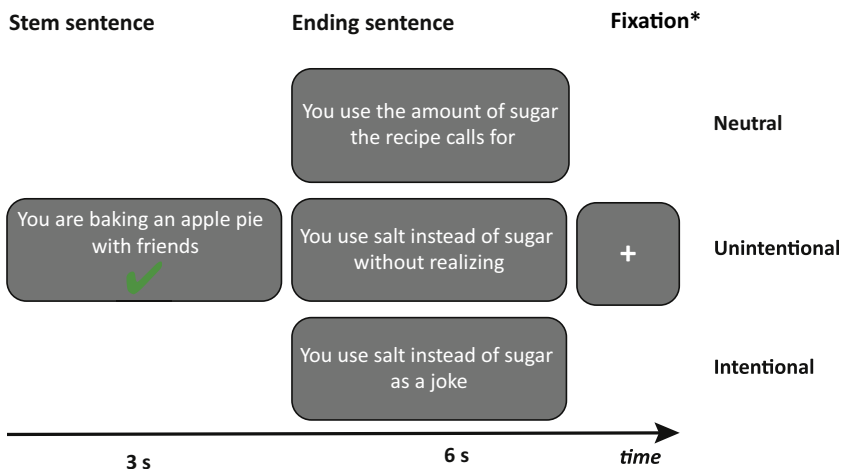 Stem sentence
Ending sentence
Fixation*
You use the amount of sugar
the recipe calls for
Neutral
You are baking an apple pie
with friends
You use salt instead of sugar
without realizing
+
Unintentional
You use salt instead of sugar
as a joke
Intentional
3 s
6 s
time